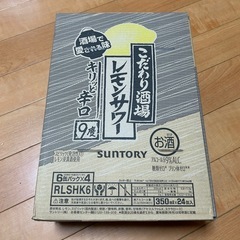 酒場で
愛される味
こだわり酒場
レモンサワー
キリッと辛口
9度
SUNTORY
お酒
6缶パック×4
RLSHK6
350ml×24缶入